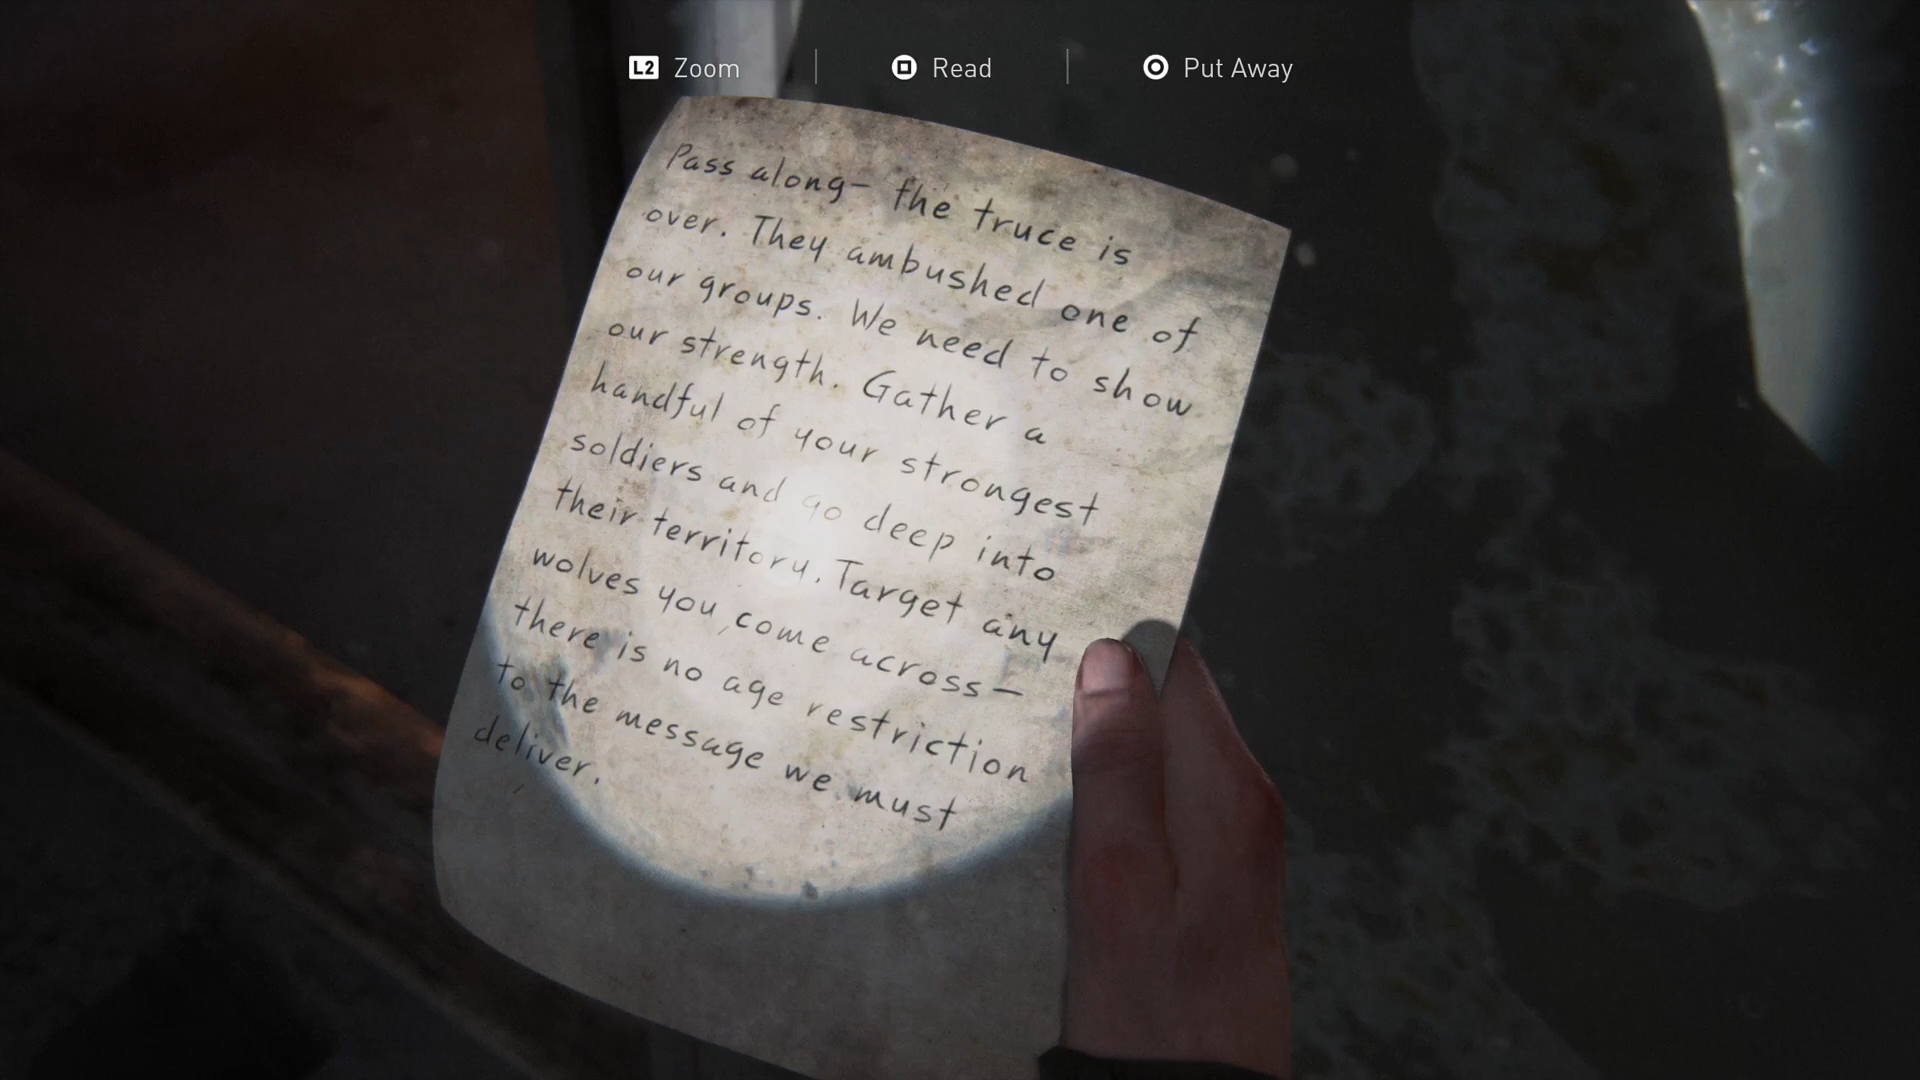 L2 Zoom | Read | Put Away
Pass along- the truce is
over. They ambushed one of
our groups. We need to show
our strength. Gather a
handful of your strongest
soldiers and go deep into
their territory. Target any
wolves you come across-
there is no age restriction
to the message we must
deliver.